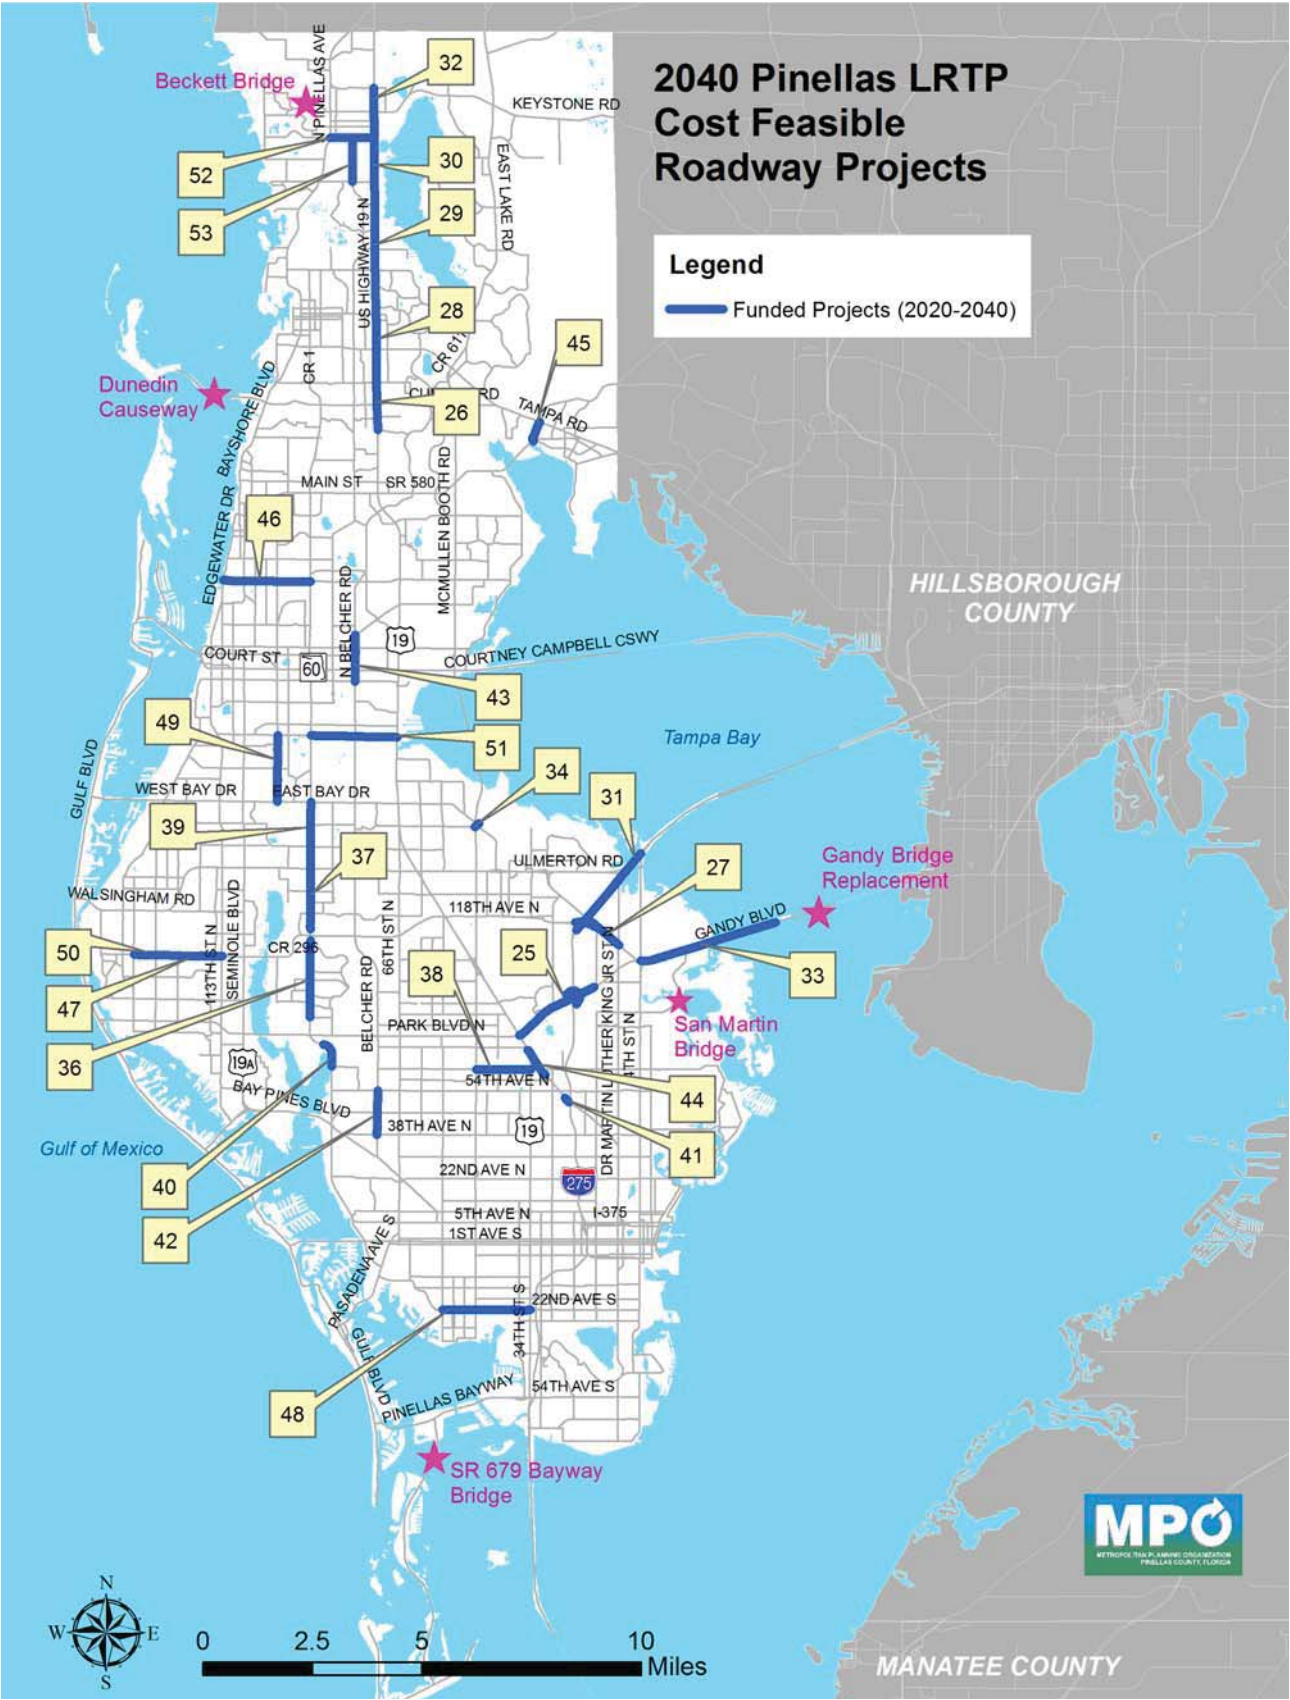 2040 Pinellas LRTP
Cost Feasible
Roadway Projects
Legend
Funded Projects (2020-2040)
Beckett Bridge
N PINELLAS AVE
32
KEYSTONE RD
52
30
EAST LAKE RD
53
29
US HIGHWAY 19 N
28
45
CR 611
CR 1
Dunedin
Causeway
RD
26
TAMPA RD
BAYSHORE BLVD
MAIN ST
SR 580
MCMULLEN BOOTH RD
46
EDGEWATER DR
HILLSBOROUGH
COUNTY
N BELCHER RD
19
COURT ST
60
COURTNEY CAMPBELL CSWY
43
49
51
Tampa Bay
GULF BLVD
WEST BAY DR
EAST BAY DR
34
31
39
37
ULMERTON RD
27
Gandy Bridge
Replacement
WALSINGHAM RD
118TH AVE N
GANDY BLVD
SEMINOLE BLVD
113TH ST N
66TH ST N
CR 296
50
38
25
33
47
BELCHER RD
DR MARTIN LUTHER KING JR ST N
4TH ST N
PARK BLVD N
San Martin
Bridge
36
19A
54TH AVE N
44
BAY PINES BLVD
38TH AVE N
19
41
Gulf of Mexico
22ND AVE N
275
40
5TH AVE N
I-375
42
1ST AVE S
PASADENA AVE S
22ND AVE S
34TH ST S
GULF BLVD
54TH AVE S
48
PINELLAS BAYWAY
SR 679 Bayway
Bridge
MPO
METROPOLITAN PLANNING ORGANIZATION
PINELLAS COUNTY, FLORIDA
N
W
E
S
0
2.5
5
10
Miles
MANATEE COUNTY